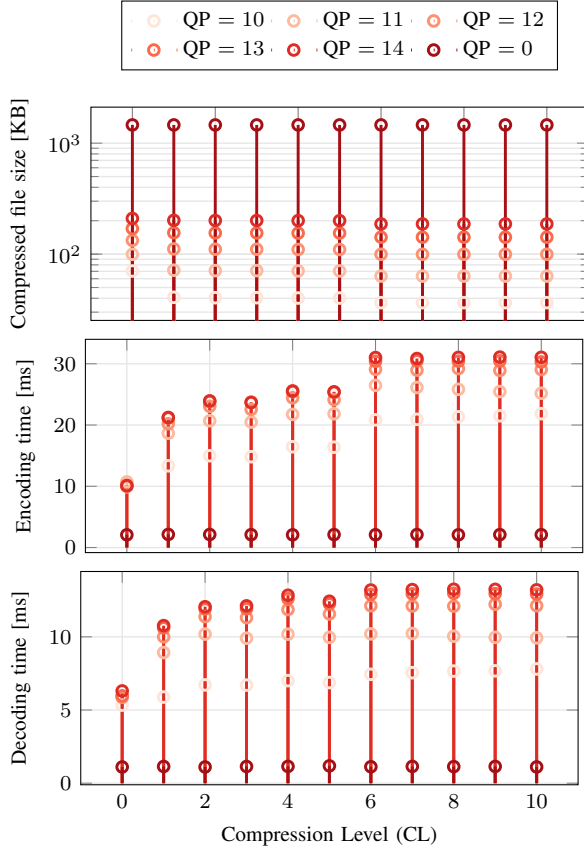 QP = 10 QP = 11 QP = 12
QP = 13 QP = 14 QP = 0
Compressed file size [KB]
10³
10²
Encoding time [ms]
30
20
10
0
Decoding time [ms]
10
5
0
0 2 4 6 8 10
Compression Level (CL)